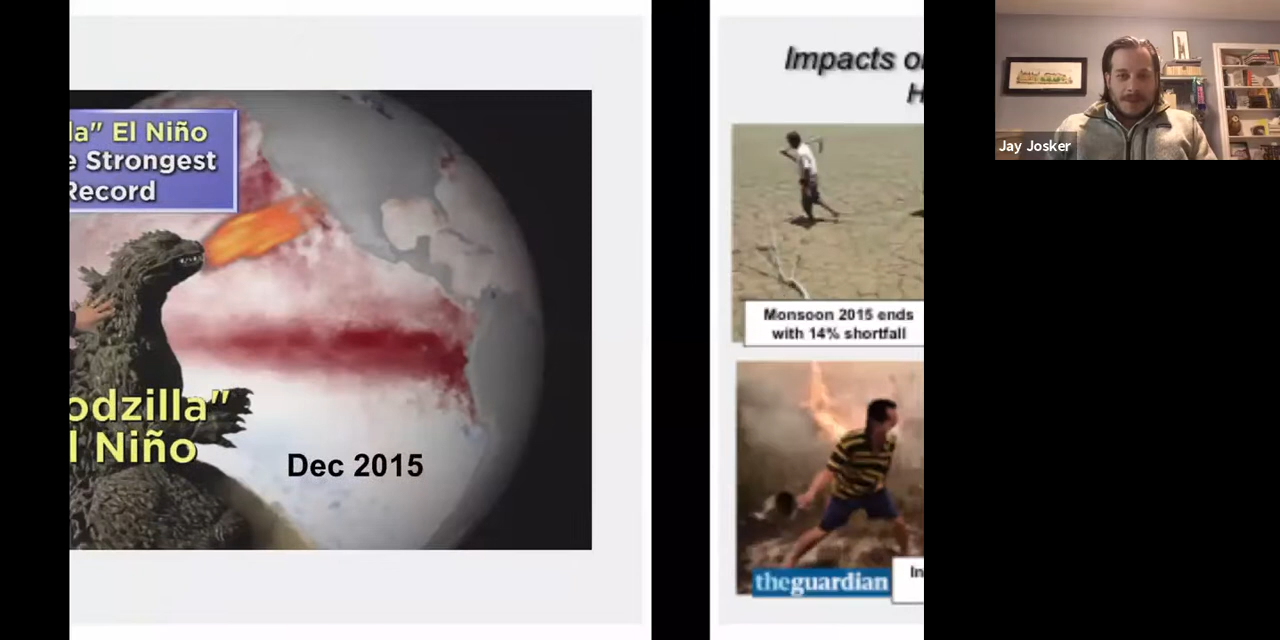 la" El Niño
e Strongest
Record
odzilla"
l Niño
Dec 2015
Impacts o
H
Monsoon 2015 ends
with 14% shortfall
theguardian
In
Jay Josker